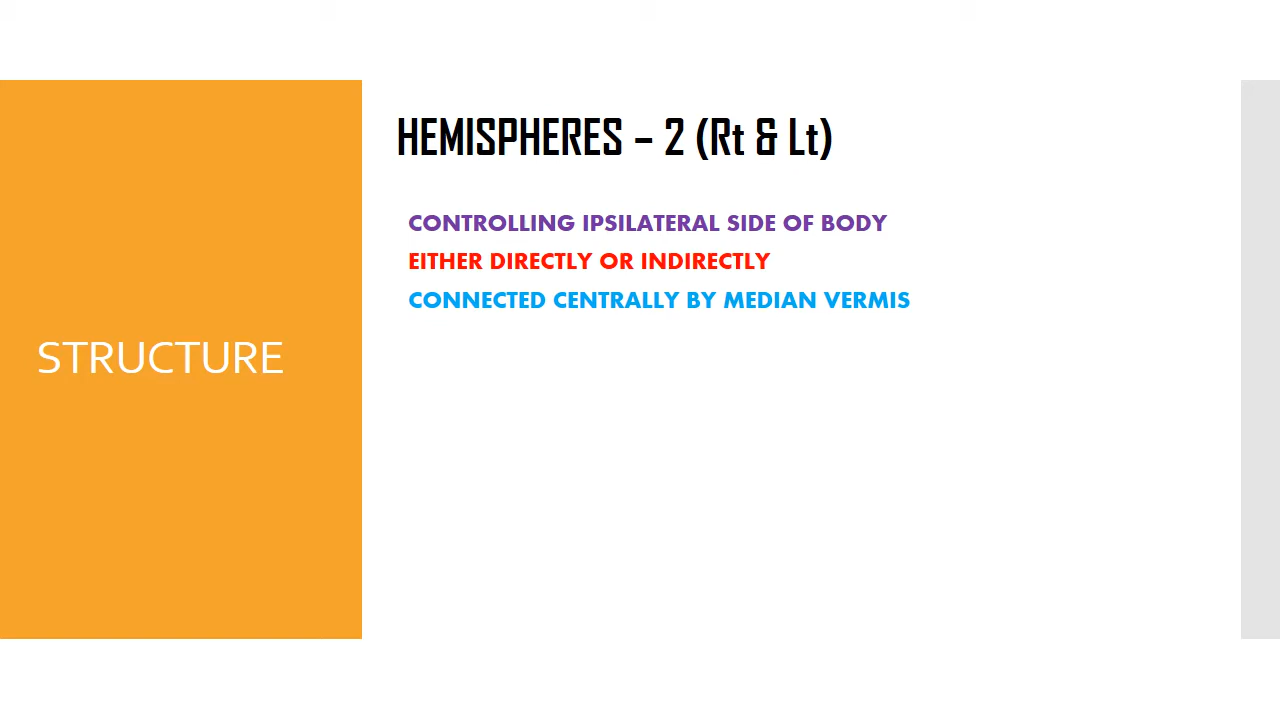 STRUCTURE
HEMISPHERES – 2 (Rt & Lt)
CONTROLLING IPSILATERAL SIDE OF BODY
EITHER DIRECTLY OR INDIRECTLY
CONNECTED CENTRALLY BY MEDIAN VERMIS